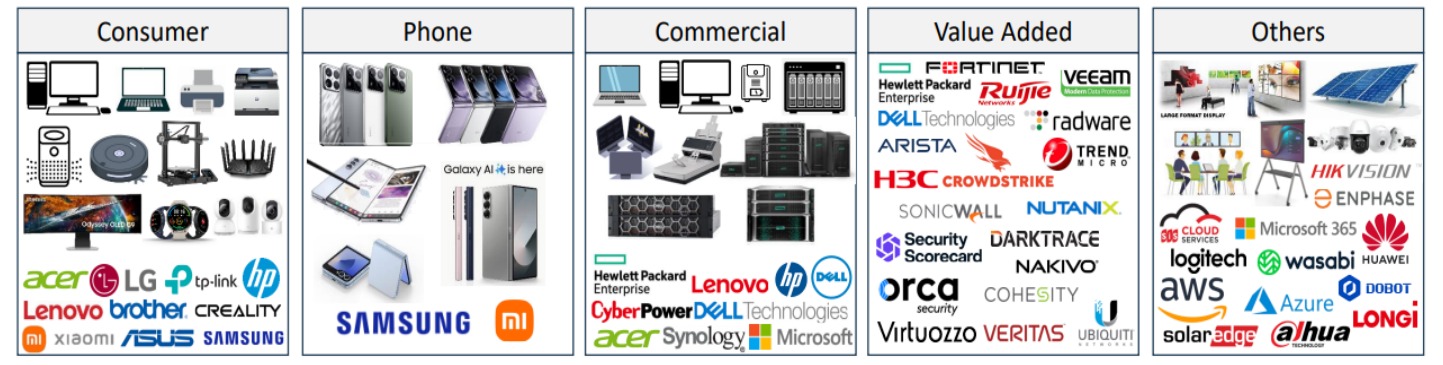 Consumer
Odyssey OLED G9
acer LG tp-link hp
Lenovo brother CREALITY
mi xiaomi ASUS SAMSUNG
Phone
Galaxy AI is here
SAMSUNG mi
Commercial
Hewlett Packard
Enterprise
Lenovo hp DELL
CyberPower DELL Technologies
acer Synology Microsoft
Value Added
FORTINET
Hewlett Packard
Enterprise
Ruijie
Networks
veeAM
Modern Data Protection
DELL Technologies radware
ARISTA
TREND
MICRO
H3C CROWDSTRIKE
SONICWALL NUTANIX
Security
Scorecard
DARKTRACE
NAKIVO
orca
security
COHESITY
Virtuozzo VERITAS
UBIQUITI
NETWORKS
Others
LARGE FORMAT DISPLAY
HIKVISION
ENPHASE
CLOUD
SERVICES
Microsoft 365
HUAWEI
logitech wasabi
aws Azure DOBOT
LONGi
solaredge alhua
TECHNOLOGY